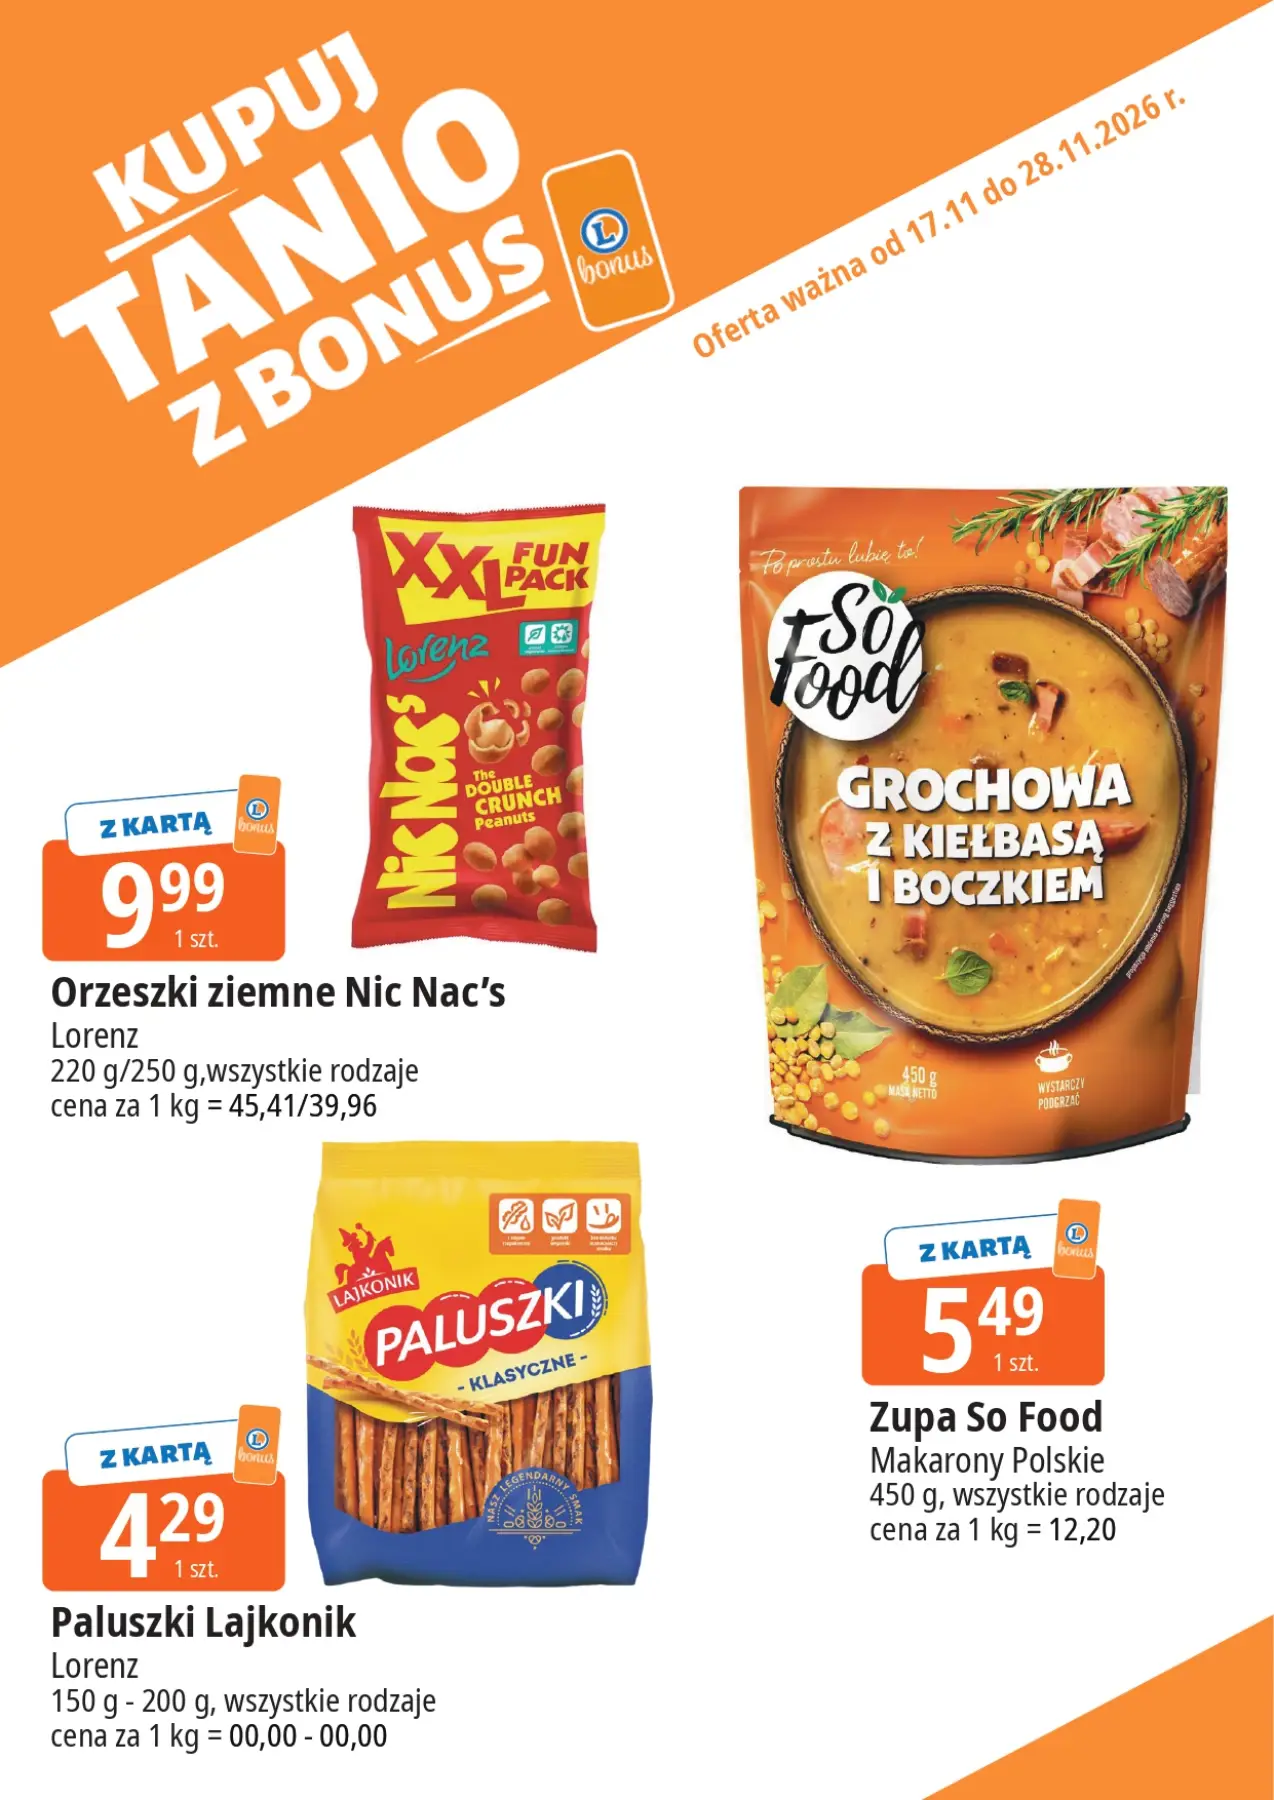 KUPUJ
TANIO
Z BONUS
L
bonus
Oferta ważna od 17.11 do 28.11.2026 r.
XXL FUN
PACK
Lorenz
NicNac's
The
DOUBLE
CRUNCH
Peanuts
Z KARTĄ
L
bonus
9 99
1 szt.
Orzeszki ziemne Nic Nac’s
Lorenz
220 g/250 g,wszystkie rodzaje
cena za 1 kg = 45,41/39,96
Po prostu lubię to!
So
Food
GROCHOWA
Z KIEŁBASĄ
I BOCZKIEM
propozycja podania serving suggestion
450 g
MASA NETTO
WYSTARCZY
PODGRZAĆ
Z KARTĄ
L
bonus
5 49
1 szt.
Zupa So Food
Makarony Polskie
450 g, wszystkie rodzaje
cena za 1 kg = 12,20
LAJKONIK
PALUSZKI
- KLASYCZNE -
NASZ LEGENDARNY SMAK
Z KARTĄ
L
bonus
4 29
1 szt.
Paluszki Lajkonik
Lorenz
150 g - 200 g, wszystkie rodzaje
cena za 1 kg = 00,00 - 00,00